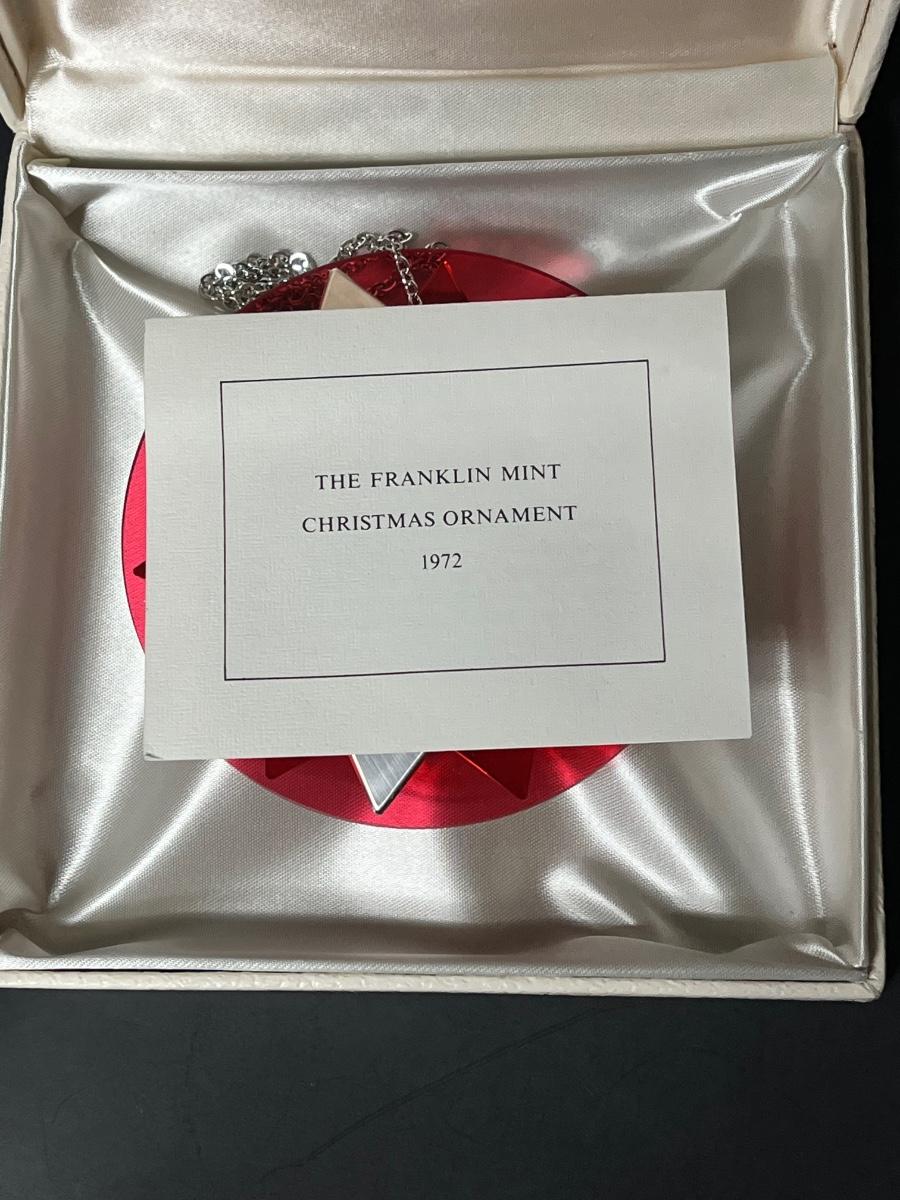 THE FRANKLIN MINT
CHRISTMAS ORNAMENT
1972